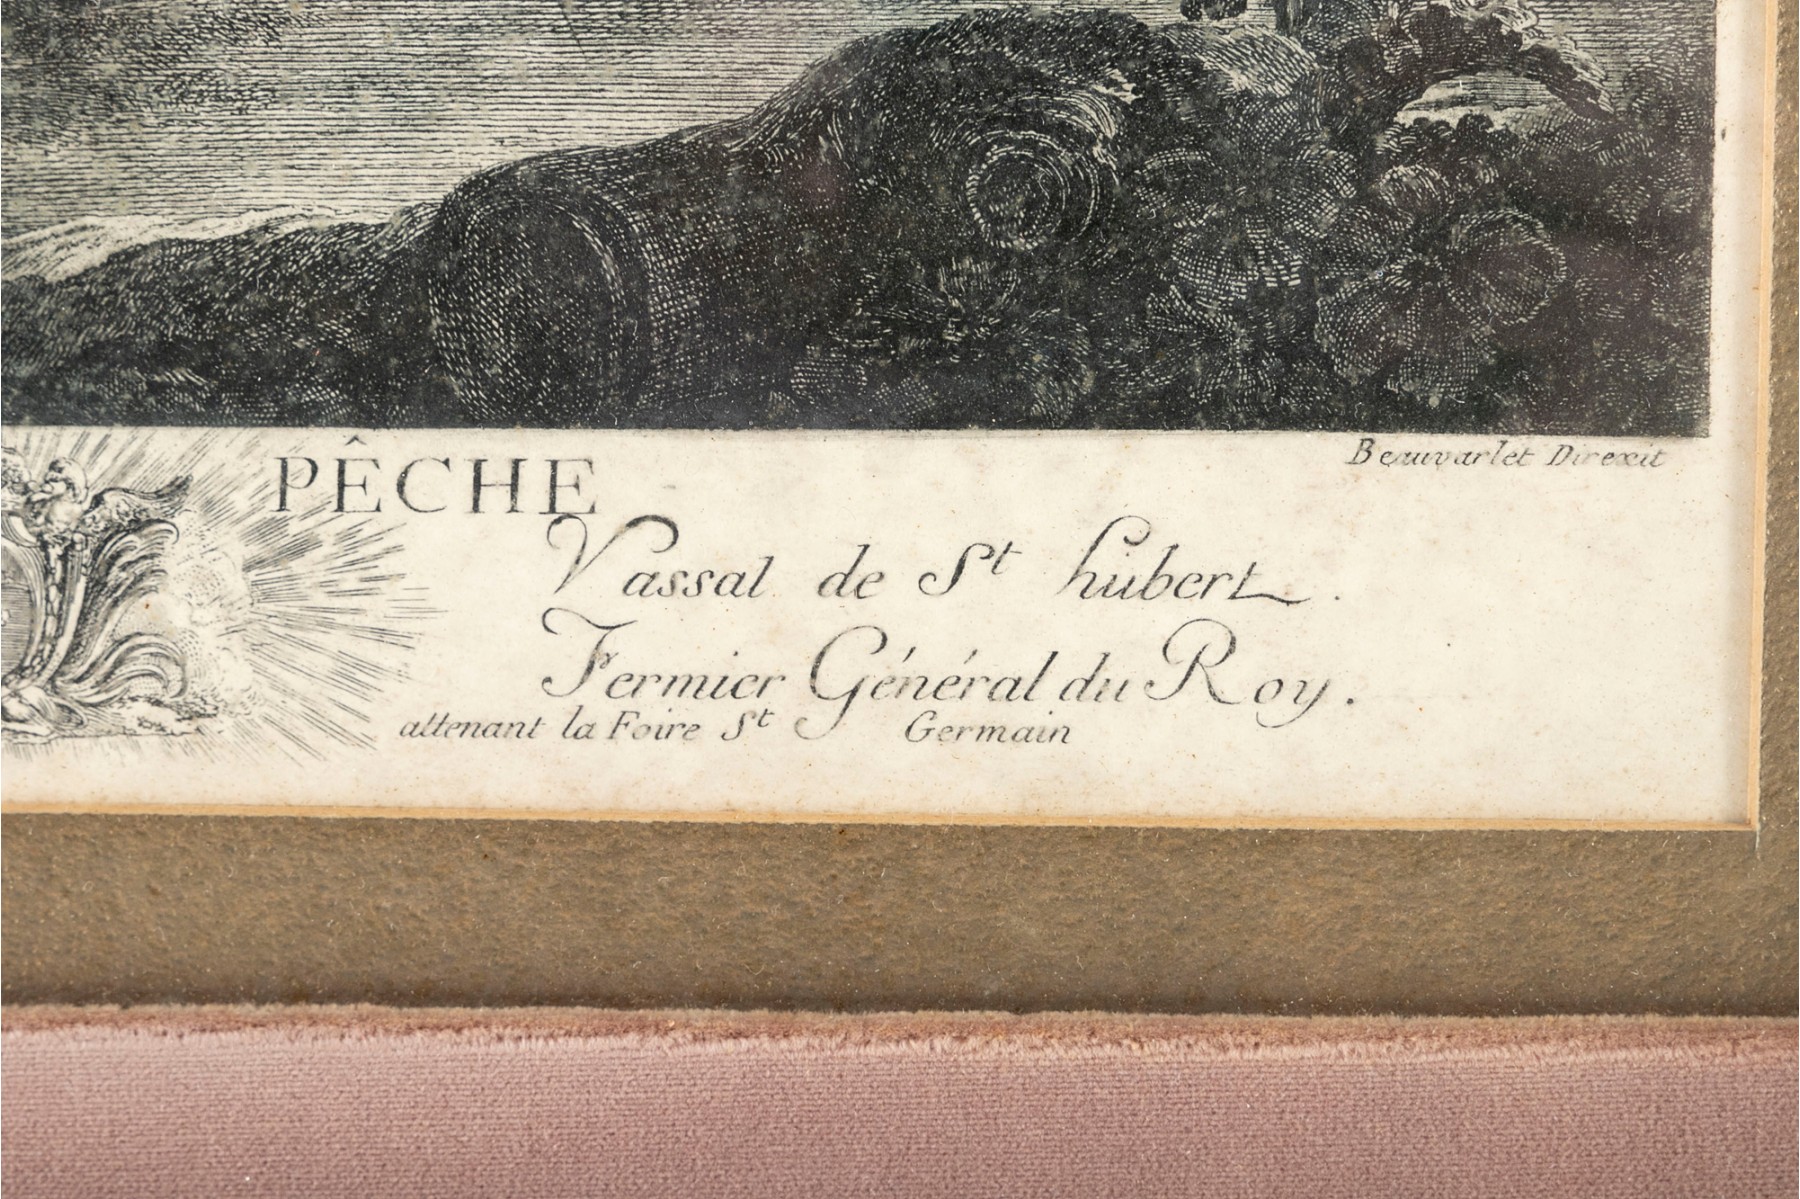 Beauvarlet Direxit
PÊCHE
Vassal de St hubert.
Fermier Général du Roy.
attenant la Foire St Germain